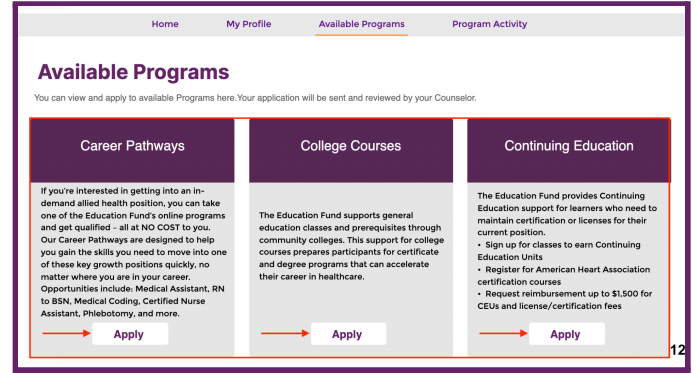 Home My Profile Available Programs Program Activity
Available Programs
You can view and apply to available Programs here.Your application will be sent and reviewed by your Counselor.
Career Pathways
If you're interested in getting into an in-
demand allied health position, you can take
one of the Education Fund's online programs
and get qualified – all at NO COST to you.
Our Career Pathways are designed to help
you gain the skills you need to move into one
of these key growth positions quickly, no
matter where you are in your career.
Opportunities include: Medical Assistant, RN
to BSN, Medical Coding, Certified Nurse
Assistant, Phlebotomy, and more.
Apply
College Courses
The Education Fund supports general
education classes and prerequisites through
community colleges. This support for college
courses prepares participants for certificate
and degree programs that can accelerate
their career in healthcare.
Apply
Continuing Education
The Education Fund provides Continuing
Education support for learners who need to
maintain certification or licenses for their
current position.
• Sign up for classes to earn Continuing
Education Units
• Register for American Heart Association
certification courses
• Request reimbursement up to $1,500 for
CEUs and license/certification fees
Apply
12